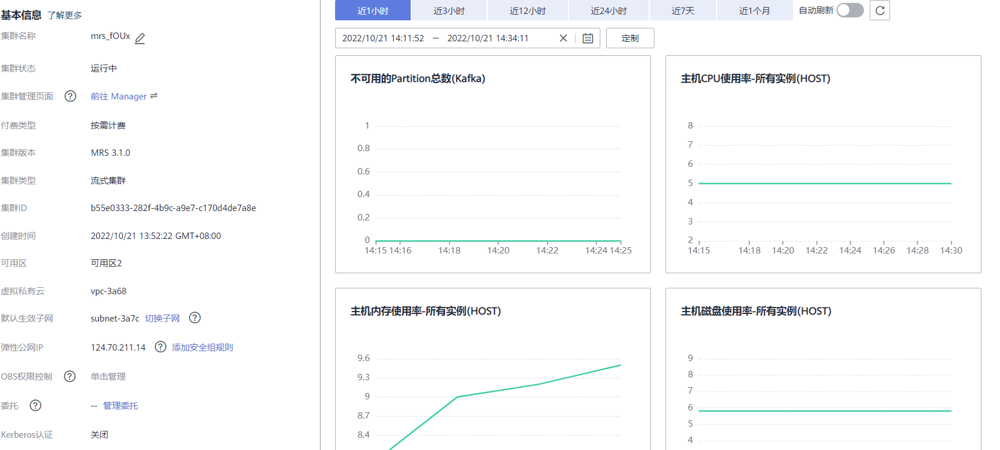 基本信息 了解更多
集群名称 mrs_fOUx
集群状态 运行中
集群管理页面 前往 Manager
付费类型 按需计费
集群版本 MRS 3.1.0
集群类型 流式集群
集群ID b55e0333-282f-4b9c-a9e7-c170d4de7a8e
创建时间 2022/10/21 13:52:22 GMT+08:00
可用区 可用区2
虚拟私有云 vpc-3a68
默认生效子网 subnet-3a7c 切换子网
弹性公网IP 124.70.211.14 添加安全组规则
OBS权限控制 单击管理
委托 -- 管理委托
Kerberos认证 关闭
近1小时 近3小时 近12小时 近24小时 近7天 近1个月 自动刷新
2022/10/21 14:11:52 – 2022/10/21 14:34:11 定制
不可用的Partition总数(Kafka)
1
0.8
0.6
0.4
0.2
0
14:15 14:16 14:18 14:20 14:22 14:24 14:25
主机CPU使用率-所有实例(HOST)
8
7
6
5
4
3
2
14:15 14:18 14:20 14:22 14:24 14:26 14:28 14:30
主机内存使用率-所有实例(HOST)
9.6
9.3
9
8.7
8.4
主机磁盘使用率-所有实例(HOST)
9
8
7
6
5
4